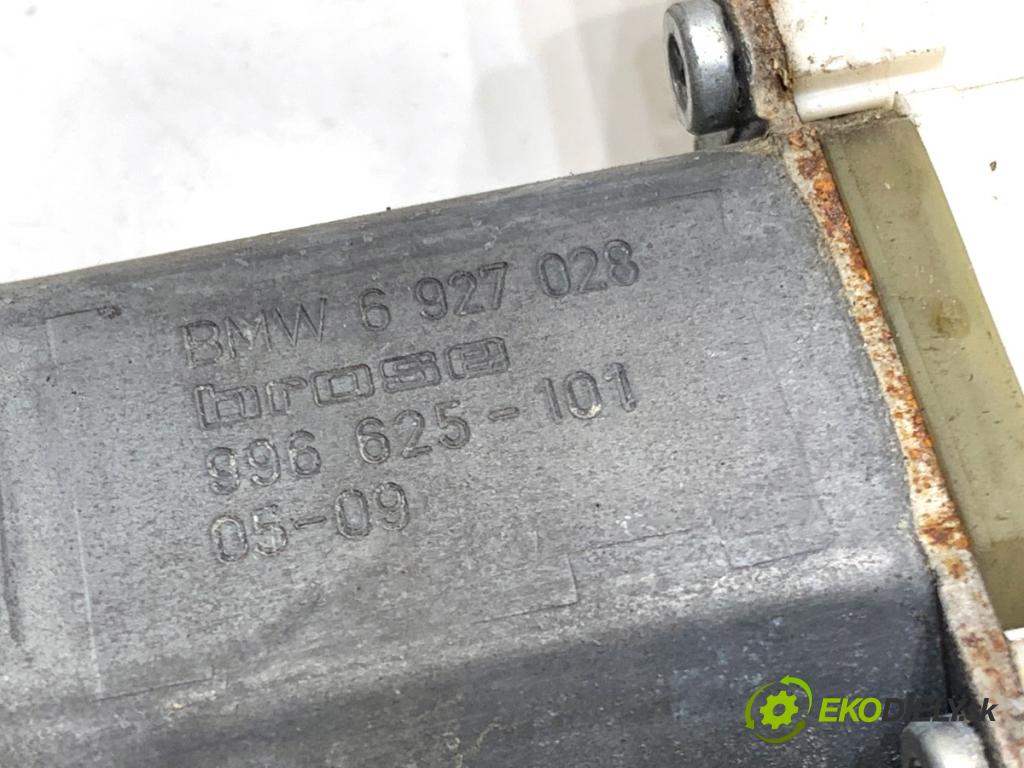 BMW 6 927 028
brose
996 625-101
05-09
EKODIELY.sk